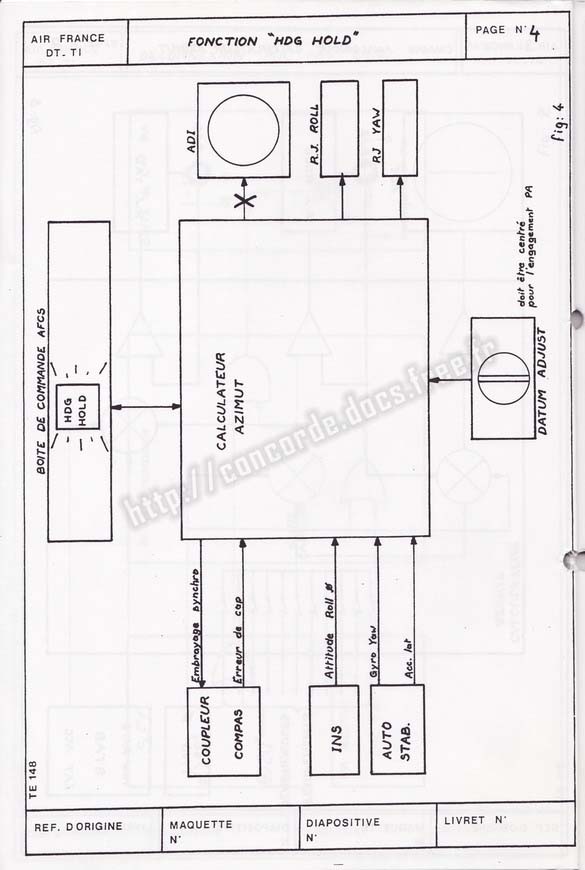 AIR FRANCE
DT. TI
FONCTION "HDG HOLD"
PAGE N° 4
fig: 4
ADI
R.J. ROLL
RJ YAW
BOITE DE COMMANDE AFCS
HDG
HOLD
CALCULATEUR
AZIMUT
doit être centré
pour l'engagement PA
DATUM ADJUST
http://concorde.docs.free.fr
Embrayage synchro
Erreur de cap
Attitude Roll ø
Gyro Yaw
Acc. lat
COUPLEUR
COMPAS
INS
AUTO
STAB.
TE 148
REF. D'ORIGINE
MAQUETTE
N°
DIAPOSITIVE
N°
LIVRET N°